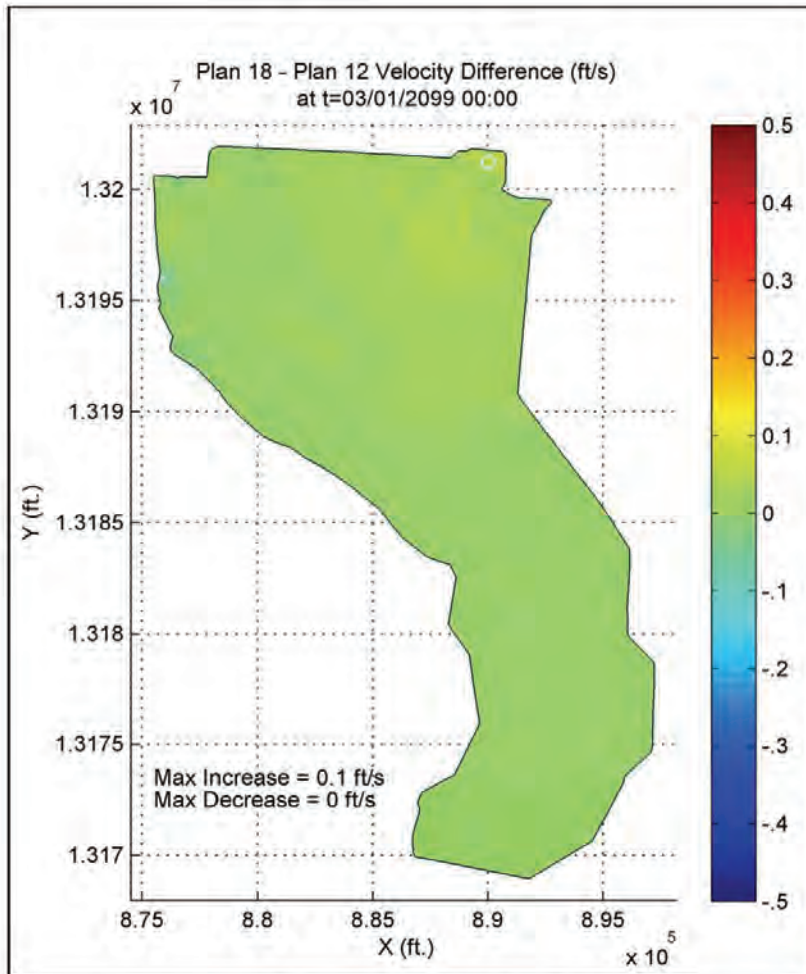 Plan 18 - Plan 12 Velocity Difference (ft/s)
at t=03/01/2099 00:00
x 10^7
1.32
1.3195
1.319
1.3185
1.318
1.3175
1.317
Y (ft.)
Max Increase = 0.1 ft/s
Max Decrease = 0 ft/s
8.75
8.8
8.85
8.9
8.95
X (ft.)
x 10^5
0.5
0.4
0.3
0.2
0.1
0
-.1
-.2
-.3
-.4
-.5